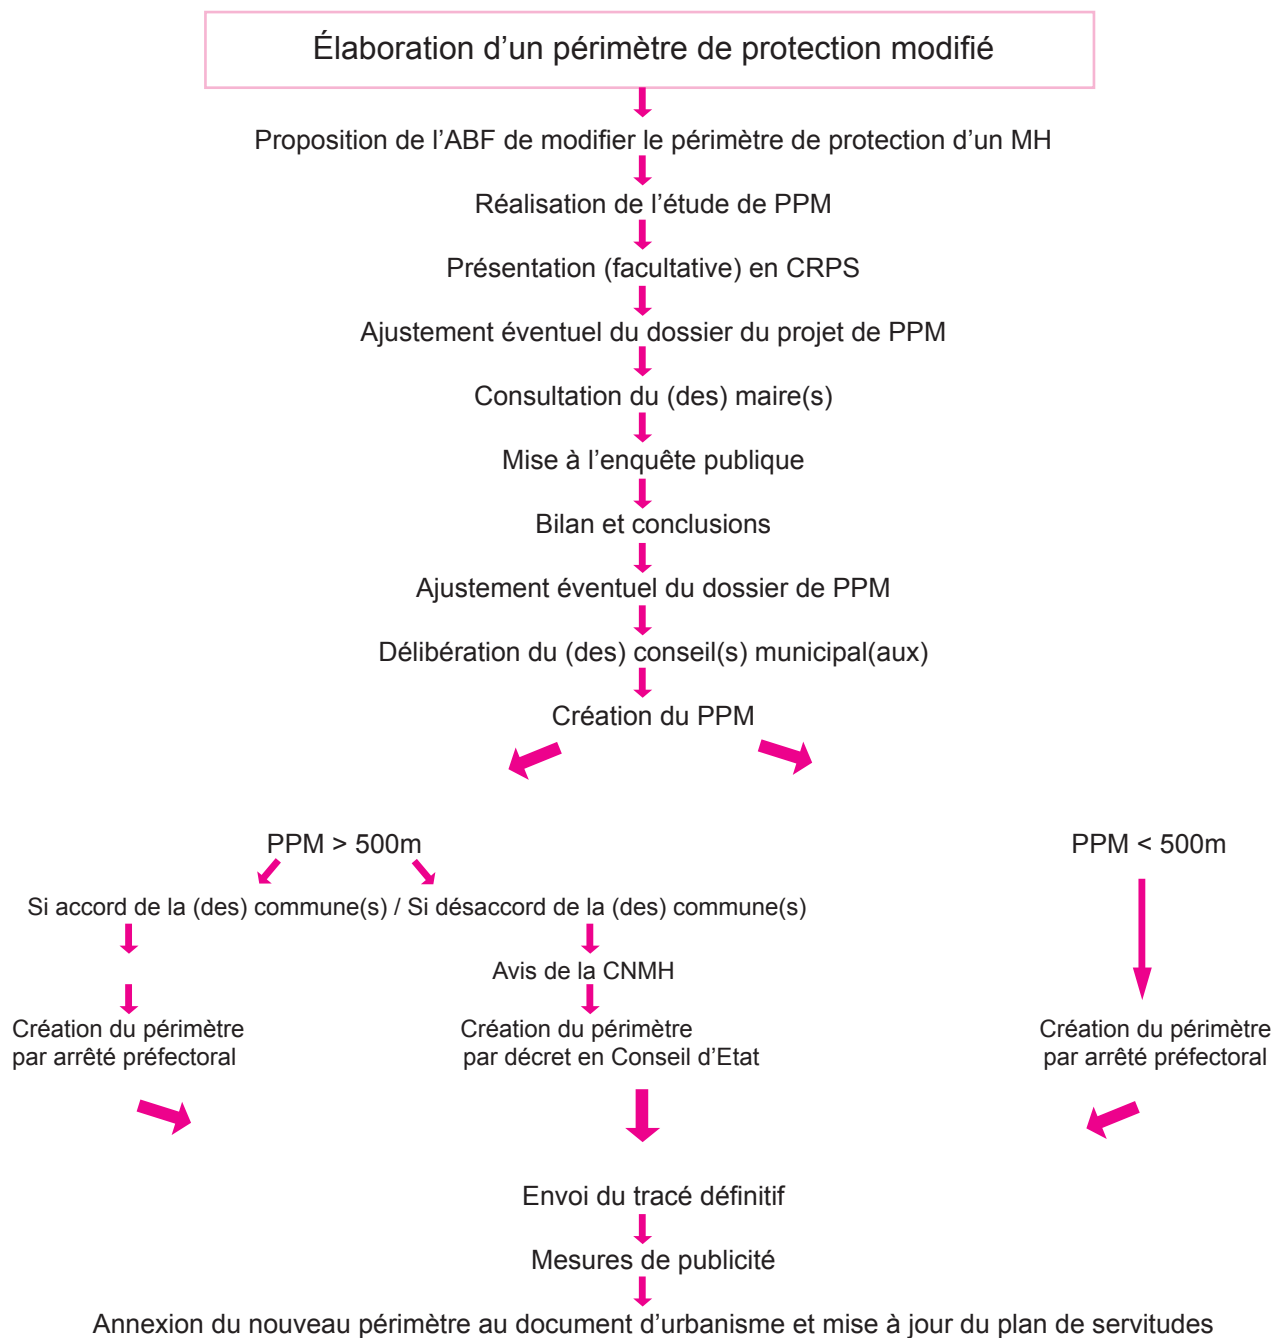 Élaboration d’un périmètre de protection modifié
Proposition de l’ABF de modifier le périmètre de protection d’un MH
Réalisation de l’étude de PPM
Présentation (facultative) en CRPS
Ajustement éventuel du dossier du projet de PPM
Consultation du (des) maire(s)
Mise à l’enquête publique
Bilan et conclusions
Ajustement éventuel du dossier de PPM
Délibération du (des) conseil(s) municipal(aux)
Création du PPM
PPM > 500m
PPM < 500m
Si accord de la (des) commune(s) / Si désaccord de la (des) commune(s)
Avis de la CNMH
Création du périmètre
par arrêté préfectoral
Création du périmètre
par décret en Conseil d’Etat
Création du périmètre
par arrêté préfectoral
Envoi du tracé définitif
Mesures de publicité
Annexion du nouveau périmètre au document d’urbanisme et mise à jour du plan de servitudes